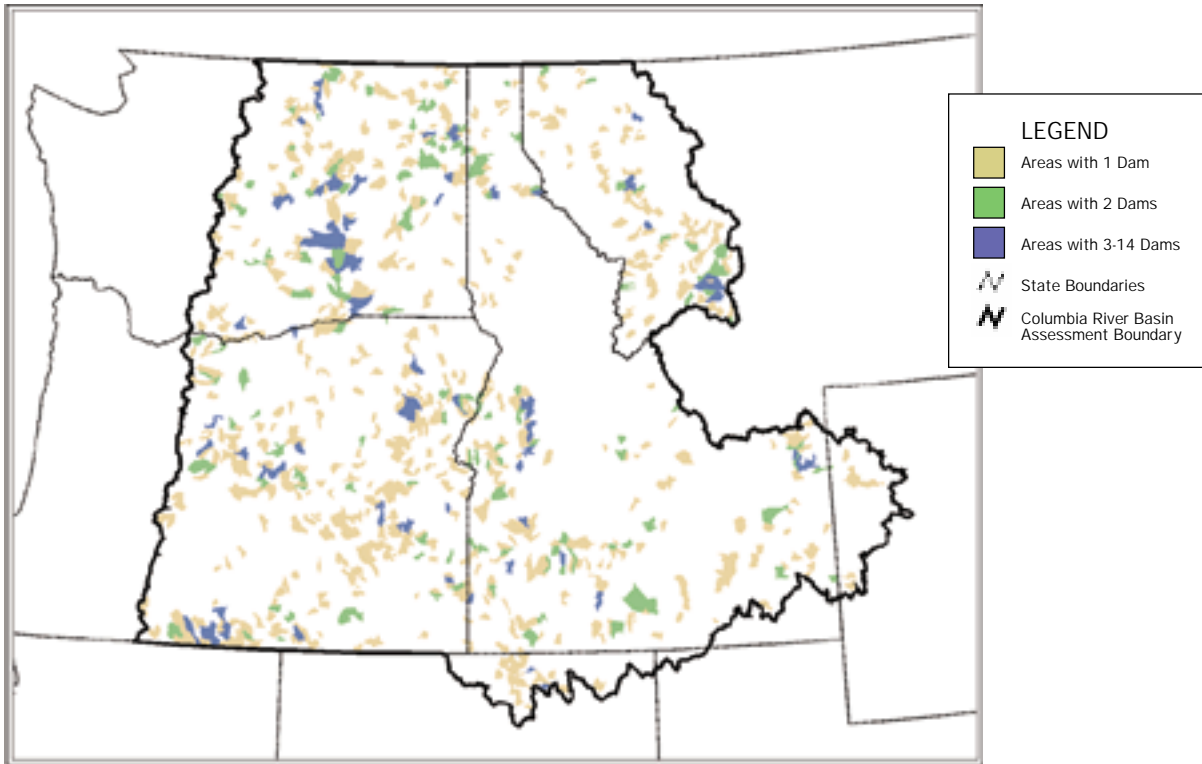 LEGEND
Areas with 1 Dam
Areas with 2 Dams
Areas with 3-14 Dams
State Boundaries
Columbia River Basin
Assessment Boundary